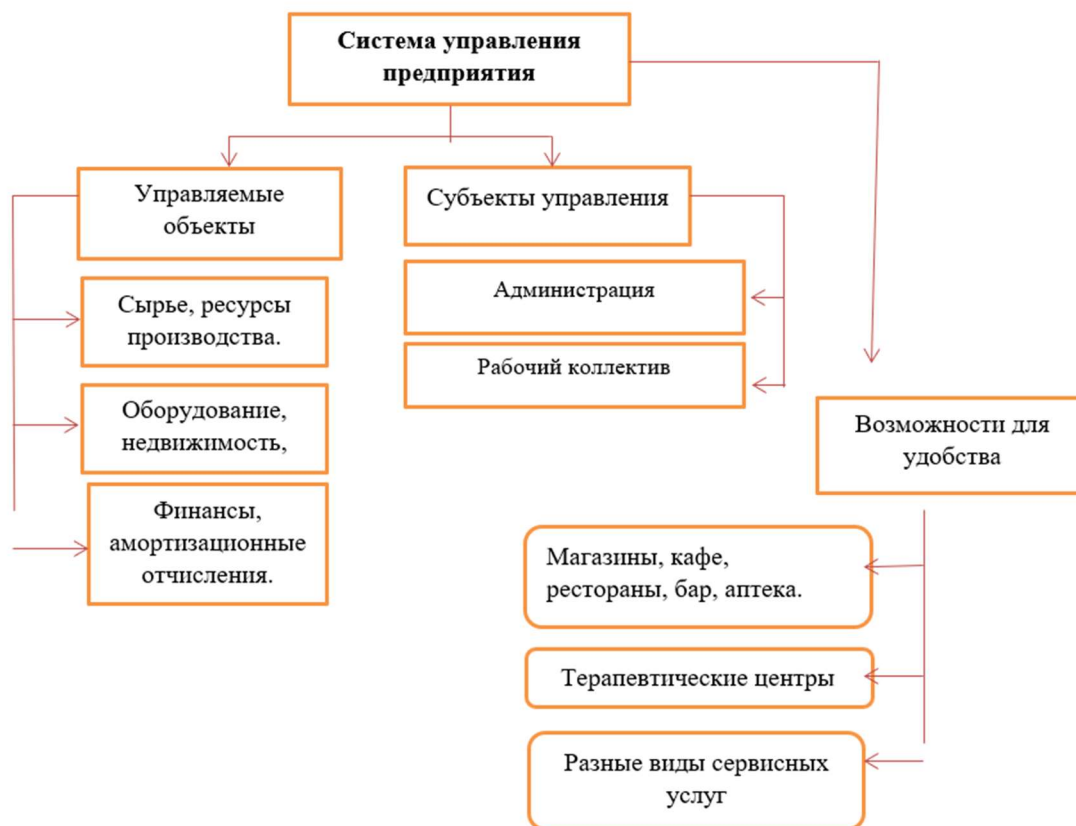 Система управления
предприятия
Управляемые
объекты
Субъекты управления
Сырье, ресурсы
производства.
Администрация
Рабочий коллектив
Оборудование,
недвижимость,
Возможности для
удобства
Финансы,
амортизационные
отчисления.
Магазины, кафе,
рестораны, бар, аптека.
Терапевтические центры
Разные виды сервисных
услуг